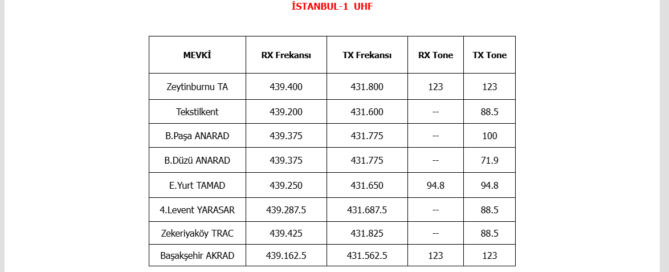 İSTANBUL-1 UHF
MEVKİ RX Frekansı TX Frekansı RX Tone TX Tone
Zeytinburnu TA 439.400 431.800 123 123
Tekstilkent 439.200 431.600 -- 88.5
B.Paşa ANARAD 439.375 431.775 -- 100
B.Düzü ANARAD 439.375 431.775 -- 71.9
E.Yurt TAMAD 439.250 431.650 94.8 94.8
4.Levent YARASAR 439.287.5 431.687.5 -- 88.5
Zekeriyaköy TRAC 439.425 431.825 -- 88.5
Başakşehir AKRAD 439.162.5 431.562.5 123 123